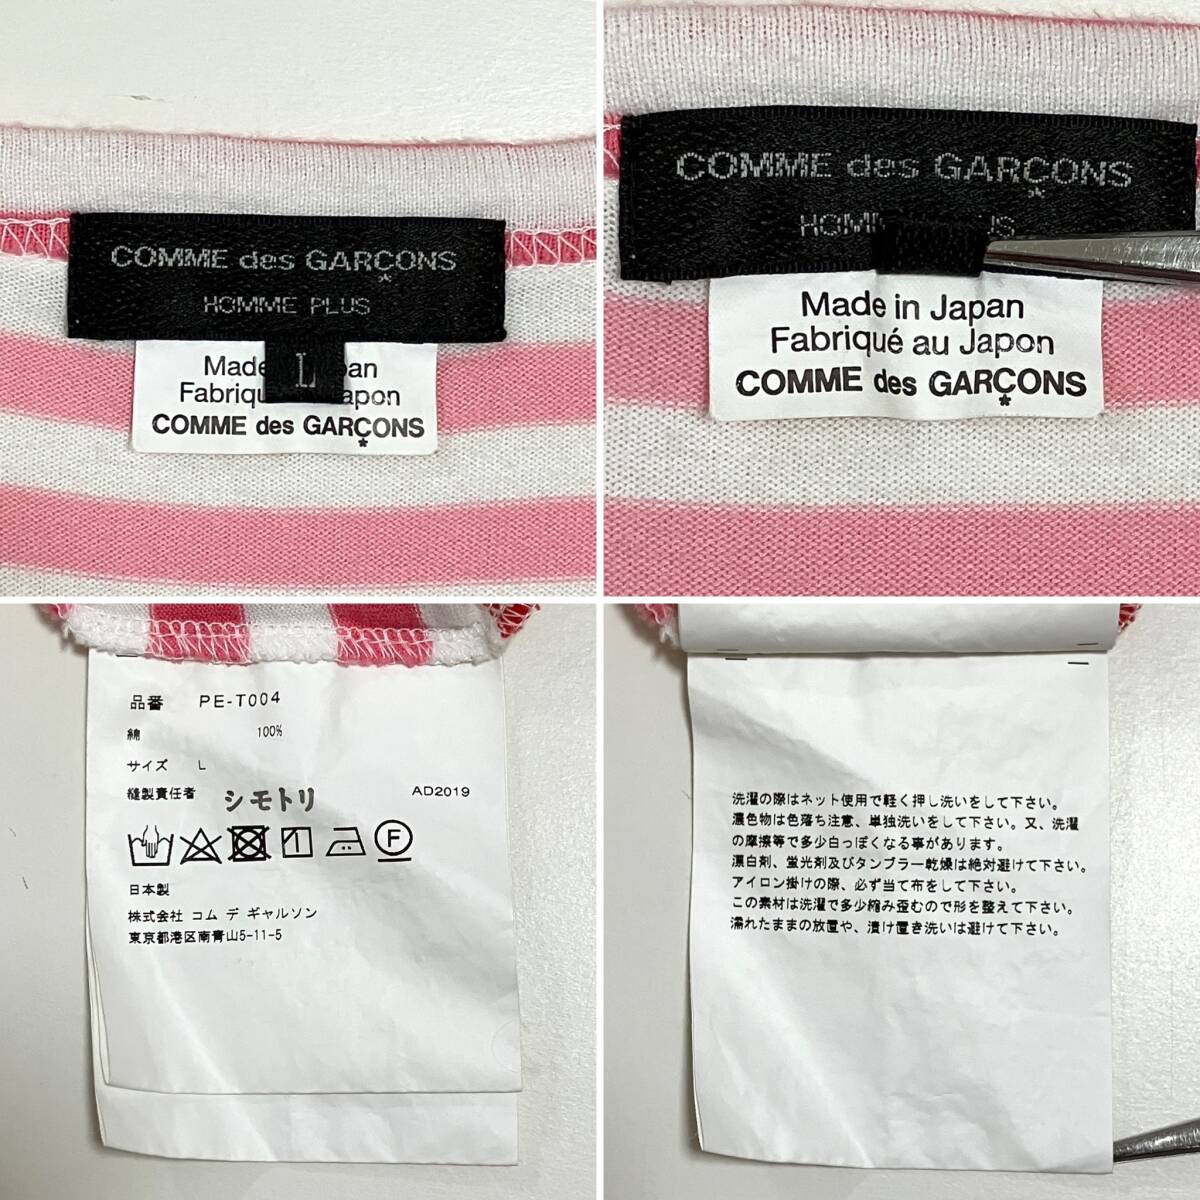 COMME des GARÇONS
HOMME PLUS
L
Made pan
Fabriqu apon
COMME des GARÇONS
COMME des GARÇONS
HOM US
Made in Japan
Fabriqué au Japon
COMME des GARÇONS
品番 PE-T004
綿 100%
サイズ L
縫製責任者 シモトリ AD2019
F
日本製
株式会社 コム デ ギャルソン
東京都港区南青山5-11-5
洗濯の際はネット使用で軽く押し洗いをして下さい。
濃色物は色落ち注意、単独洗いをして下さい。又、洗濯
の摩擦等で多少白っぽくなる事があります。
漂白剤、蛍光剤及びタンブラー乾燥は絶対避けて下さい。
アイロン掛けの際、必ず当て布をして下さい。
この素材は洗濯で多少縮み歪むので形を整えて下さい。
濡れたままの放置や、漬け置き洗いは避けて下さい。